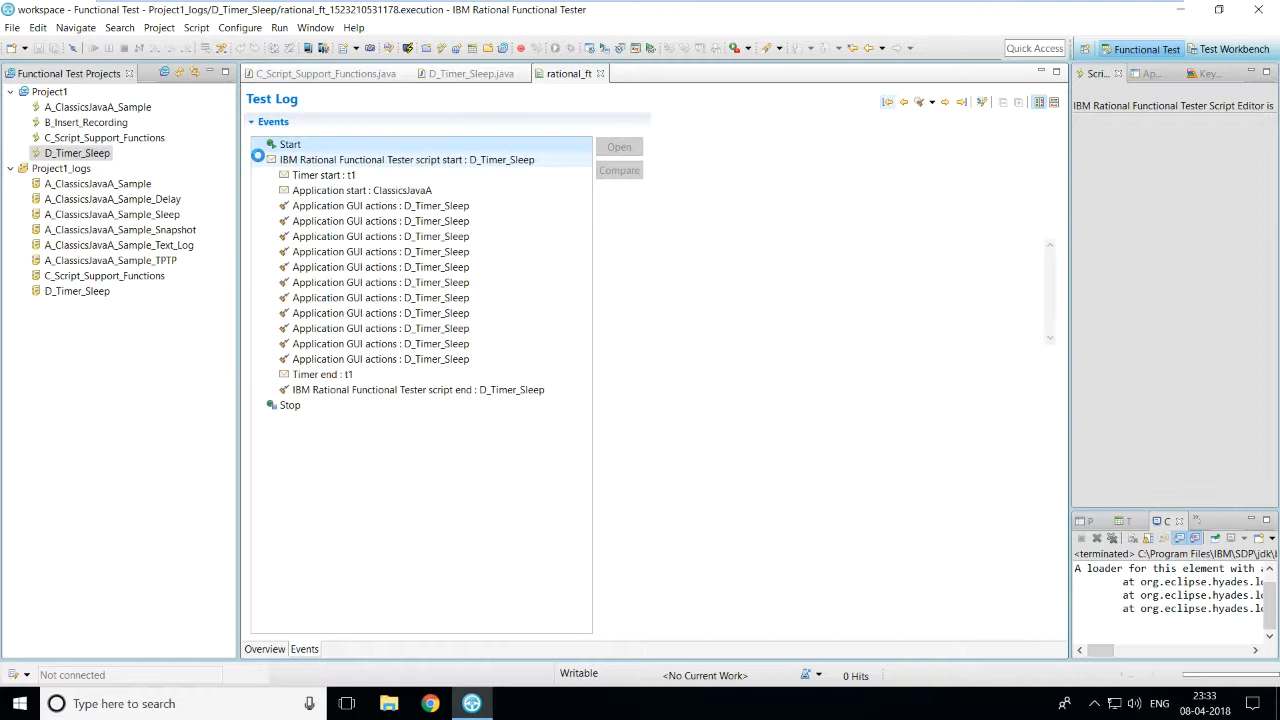 workspace - Functional Test - Project1_logs/D_Timer_Sleep/rational_ft_1523210531178.execution - IBM Rational Functional Tester
File Edit Navigate Search Project Script Configure Run Window Help
Quick Access Functional Test Test Workbench
Functional Test Projects
C_Script_Support_Functions.java D_Timer_Sleep.java rational_ft
Scri... Ap... Key...
Project1
A_ClassicsJavaA_Sample
B_Insert_Recording
C_Script_Support_Functions
D_Timer_Sleep
Project1_logs
A_ClassicsJavaA_Sample
A_ClassicsJavaA_Sample_Delay
A_ClassicsJavaA_Sample_Sleep
A_ClassicsJavaA_Sample_Snapshot
A_ClassicsJavaA_Sample_Text_Log
A_ClassicsJavaA_Sample_TPTP
C_Script_Support_Functions
D_Timer_Sleep
Test Log
Events
Start
IBM Rational Functional Tester script start : D_Timer_Sleep
Timer start : t1
Application start : ClassicsJavaA
Application GUI actions : D_Timer_Sleep
Application GUI actions : D_Timer_Sleep
Application GUI actions : D_Timer_Sleep
Application GUI actions : D_Timer_Sleep
Application GUI actions : D_Timer_Sleep
Application GUI actions : D_Timer_Sleep
Application GUI actions : D_Timer_Sleep
Application GUI actions : D_Timer_Sleep
Application GUI actions : D_Timer_Sleep
Application GUI actions : D_Timer_Sleep
Application GUI actions : D_Timer_Sleep
Timer end : t1
IBM Rational Functional Tester script end : D_Timer_Sleep
Stop
Open
Compare
Overview Events
IBM Rational Functional Tester Script Editor is
P T C
<terminated> C:\Program Files\IBM\SDP\jdk\
A loader for this element with
at org.eclipse.hyades.l
at org.eclipse.hyades.l
at org.eclipse.hyades.l
Not connected Writable <No Current Work> 0 Hits
Type here to search
ENG
23:33
08-04-2018